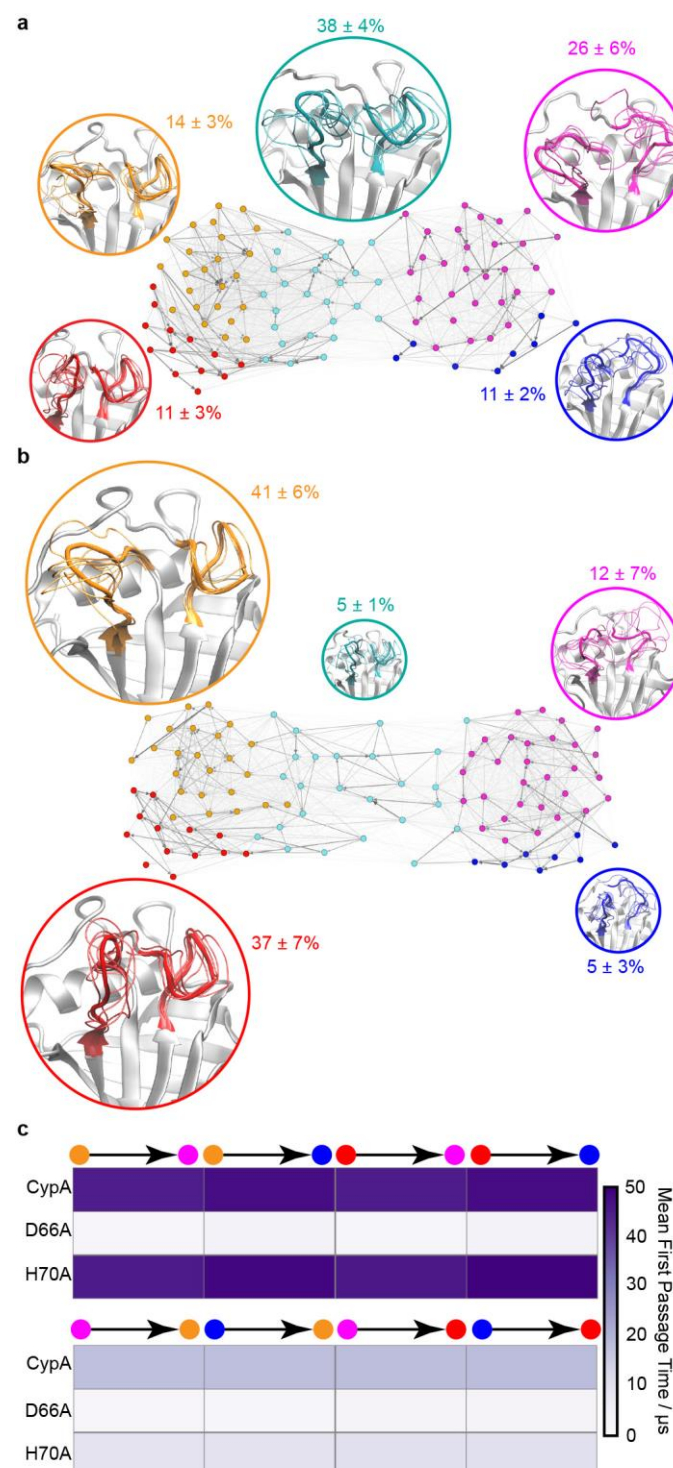 a
38 ± 4%
26 ± 6%
14 ± 3%
11 ± 3%
11 ± 2%
b
41 ± 6%
5 ± 1%
12 ± 7%
37 ± 7%
5 ± 3%
c
CypA
D66A
H70A
CypA
D66A
H70A
50
40
30
20
10
0
Mean First Passage Time / µs